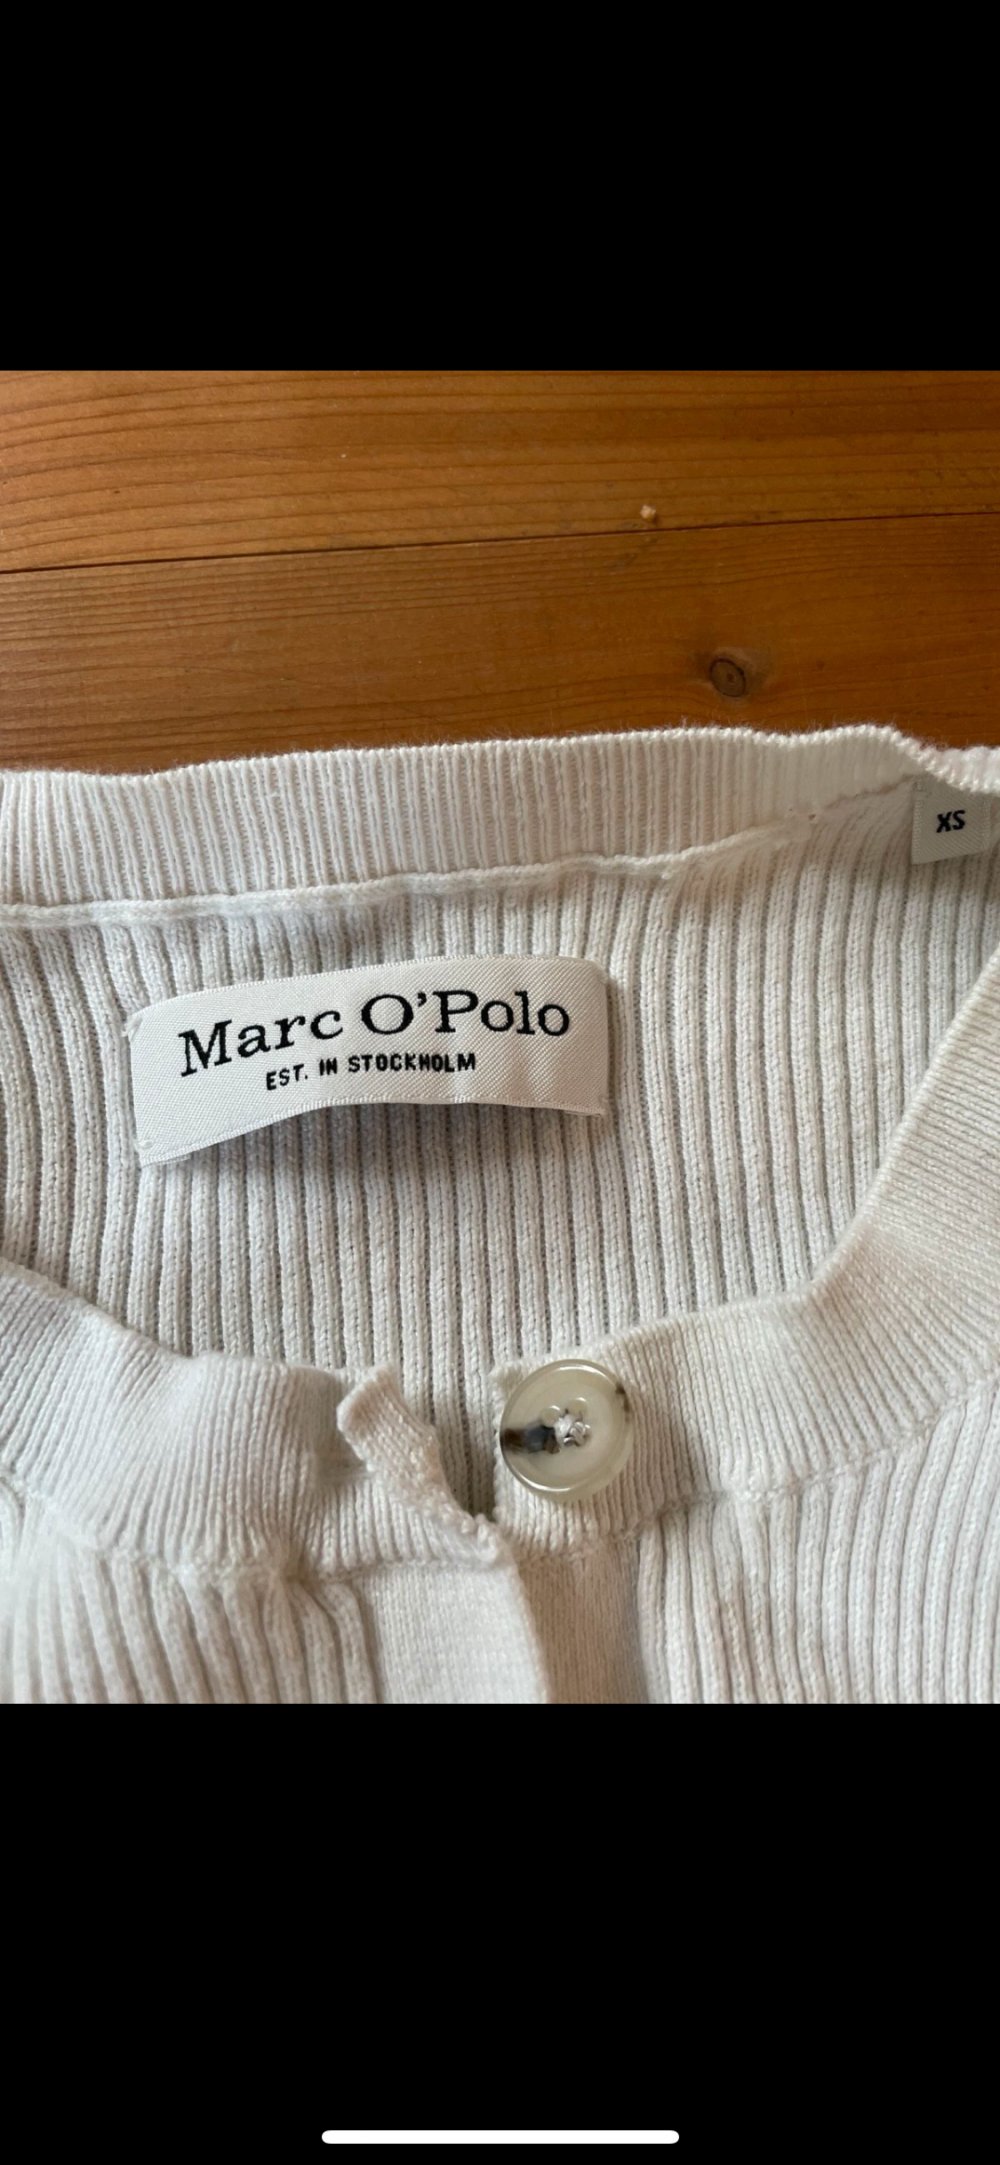 XS
Marc O'Polo
EST. IN STOCKHOLM